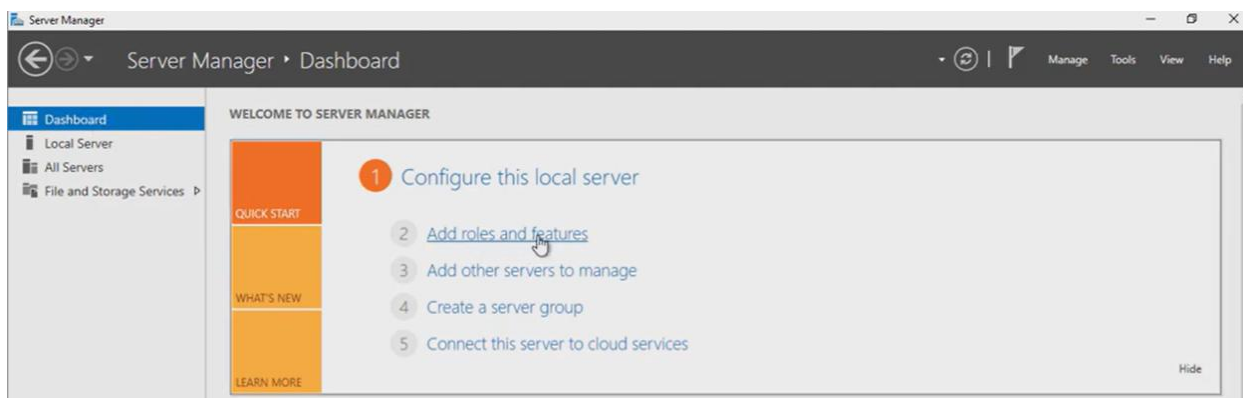 Server Manager
Server Manager • Dashboard
Manage Tools View Help
Dashboard
Local Server
All Servers
File and Storage Services
WELCOME TO SERVER MANAGER
QUICK START
WHAT'S NEW
LEARN MORE
1 Configure this local server
2 Add roles and features
3 Add other servers to manage
4 Create a server group
5 Connect this server to cloud services
Hide